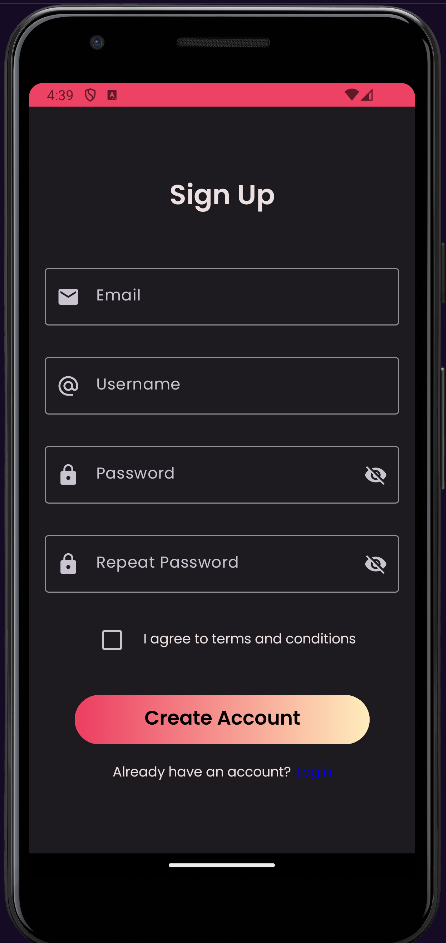 4:39 A
Sign Up
Email
Username
Password
Repeat Password
I agree to terms and conditions
Create Account
Already have an account? Login